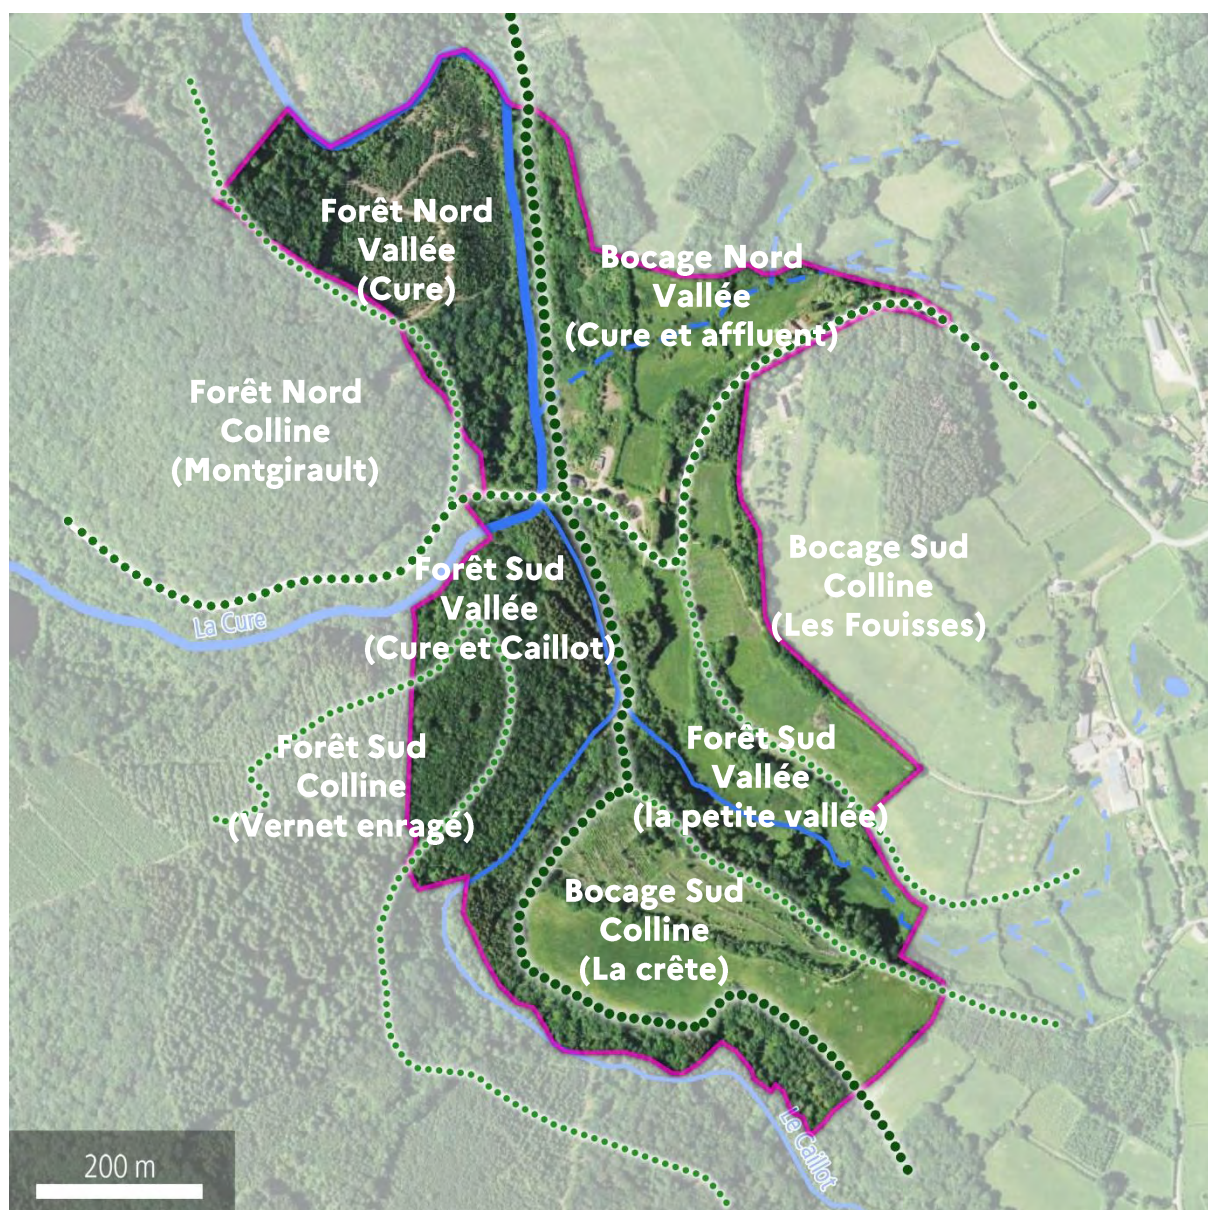 Forêt Nord
Vallée
(Cure)
Bocage Nord
Vallée
(Cure et affluent)
Forêt Nord
Colline
(Montgirault)
Bocage Sud
Colline
(Les Fouisses)
Forêt Sud
Vallée
(Cure et Caillot)
La Cure
Forêt Sud
Colline
(Vernet enragé)
Forêt Sud
Vallée
(la petite vallée)
Bocage Sud
Colline
(La crête)
Le Caillot
200 m